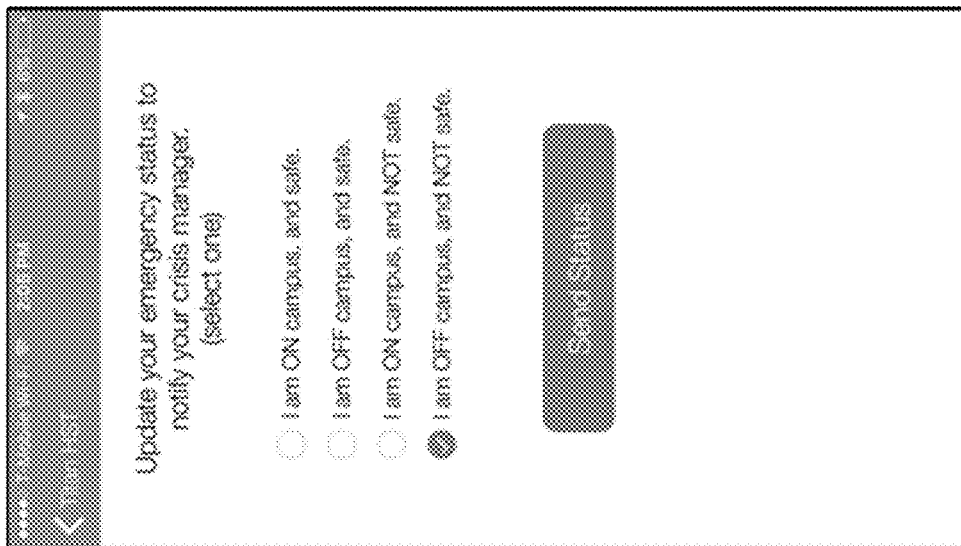 Update your emergency status to
notify your crisis manager.
(select one)
I am ON campus, and safe.
I am OFF campus, and safe.
I am ON campus, and NOT safe.
I am OFF campus, and NOT safe.
Send Status